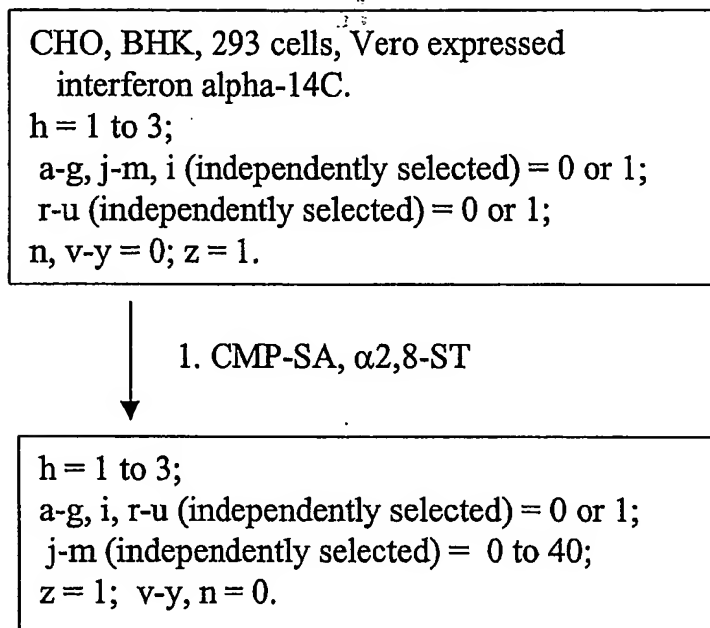 CHO, BHK, 293 cells, Vero expressed
interferon alpha-14C.
h = 1 to 3;
a-g, j-m, i (independently selected) = 0 or 1;
r-u (independently selected) = 0 or 1;
n, v-y = 0; z = 1.
1. CMP-SA, α2,8-ST
h = 1 to 3;
a-g, i, r-u (independently selected) = 0 or 1;
j-m (independently selected) = 0 to 40;
z = 1; v-y, n = 0.